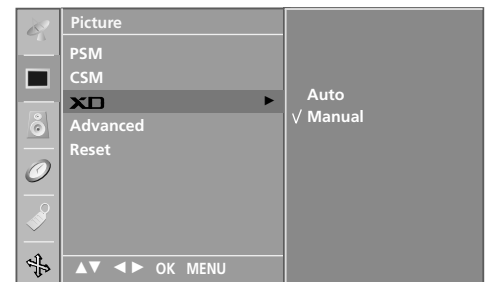 Picture
PSM
CSM
XD ►
Advanced
Reset
Auto
√ Manual
▲▼ ◄► OK MENU